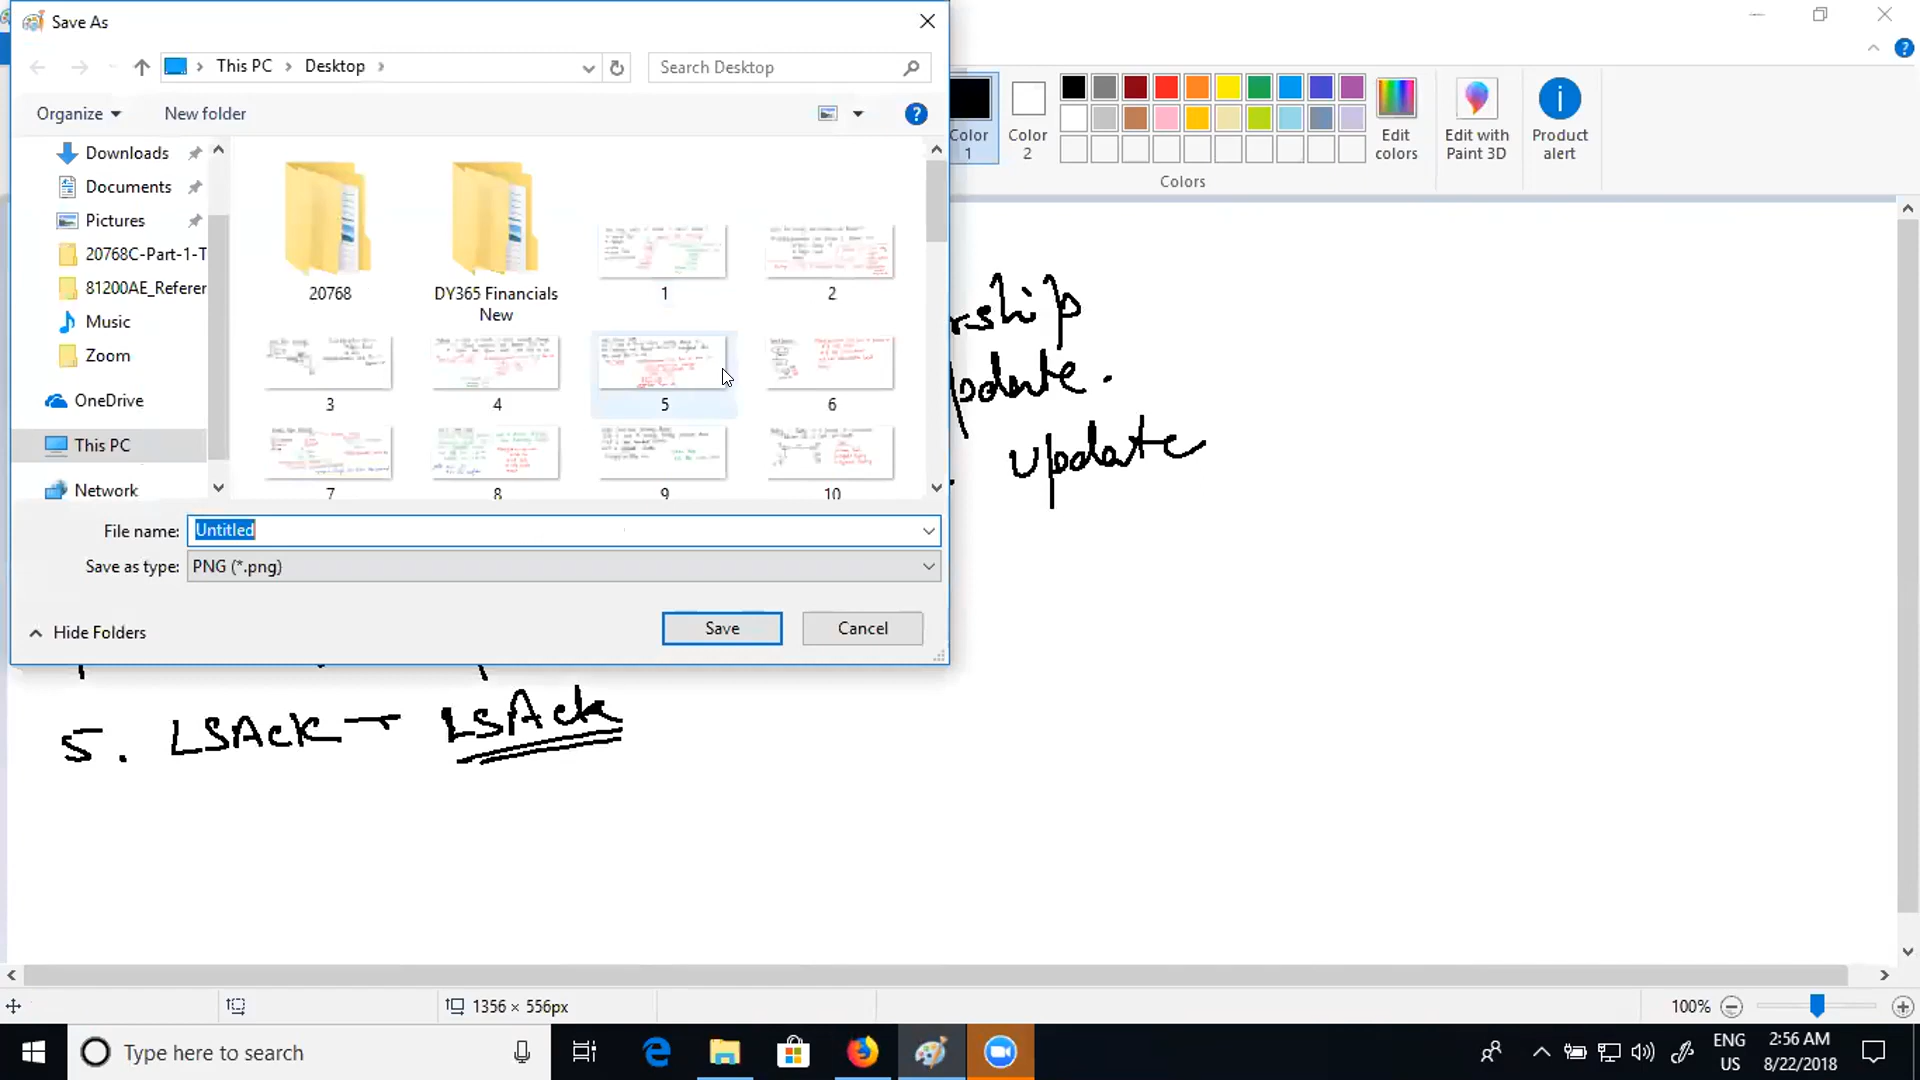 Save As
This PC > Desktop >
Search Desktop
Organize
New folder
Downloads
Documents
Pictures
20768C-Part-1-T
81200AE_Referer
Music
Zoom
OneDrive
This PC
Network
20768
DY365 Financials New
1
2
3
4
5
6
7
8
9
10
File name: Untitled
Save as type: PNG (*.png)
Hide Folders
Save
Cancel
Color 1
Color 2
Edit colors
Edit with Paint 3D
Product alert
Colors
rship
update.
update
5. LSAck - LSAck
1356 × 556px
100%
Type here to search
ENG US
2:56 AM
8/22/2018